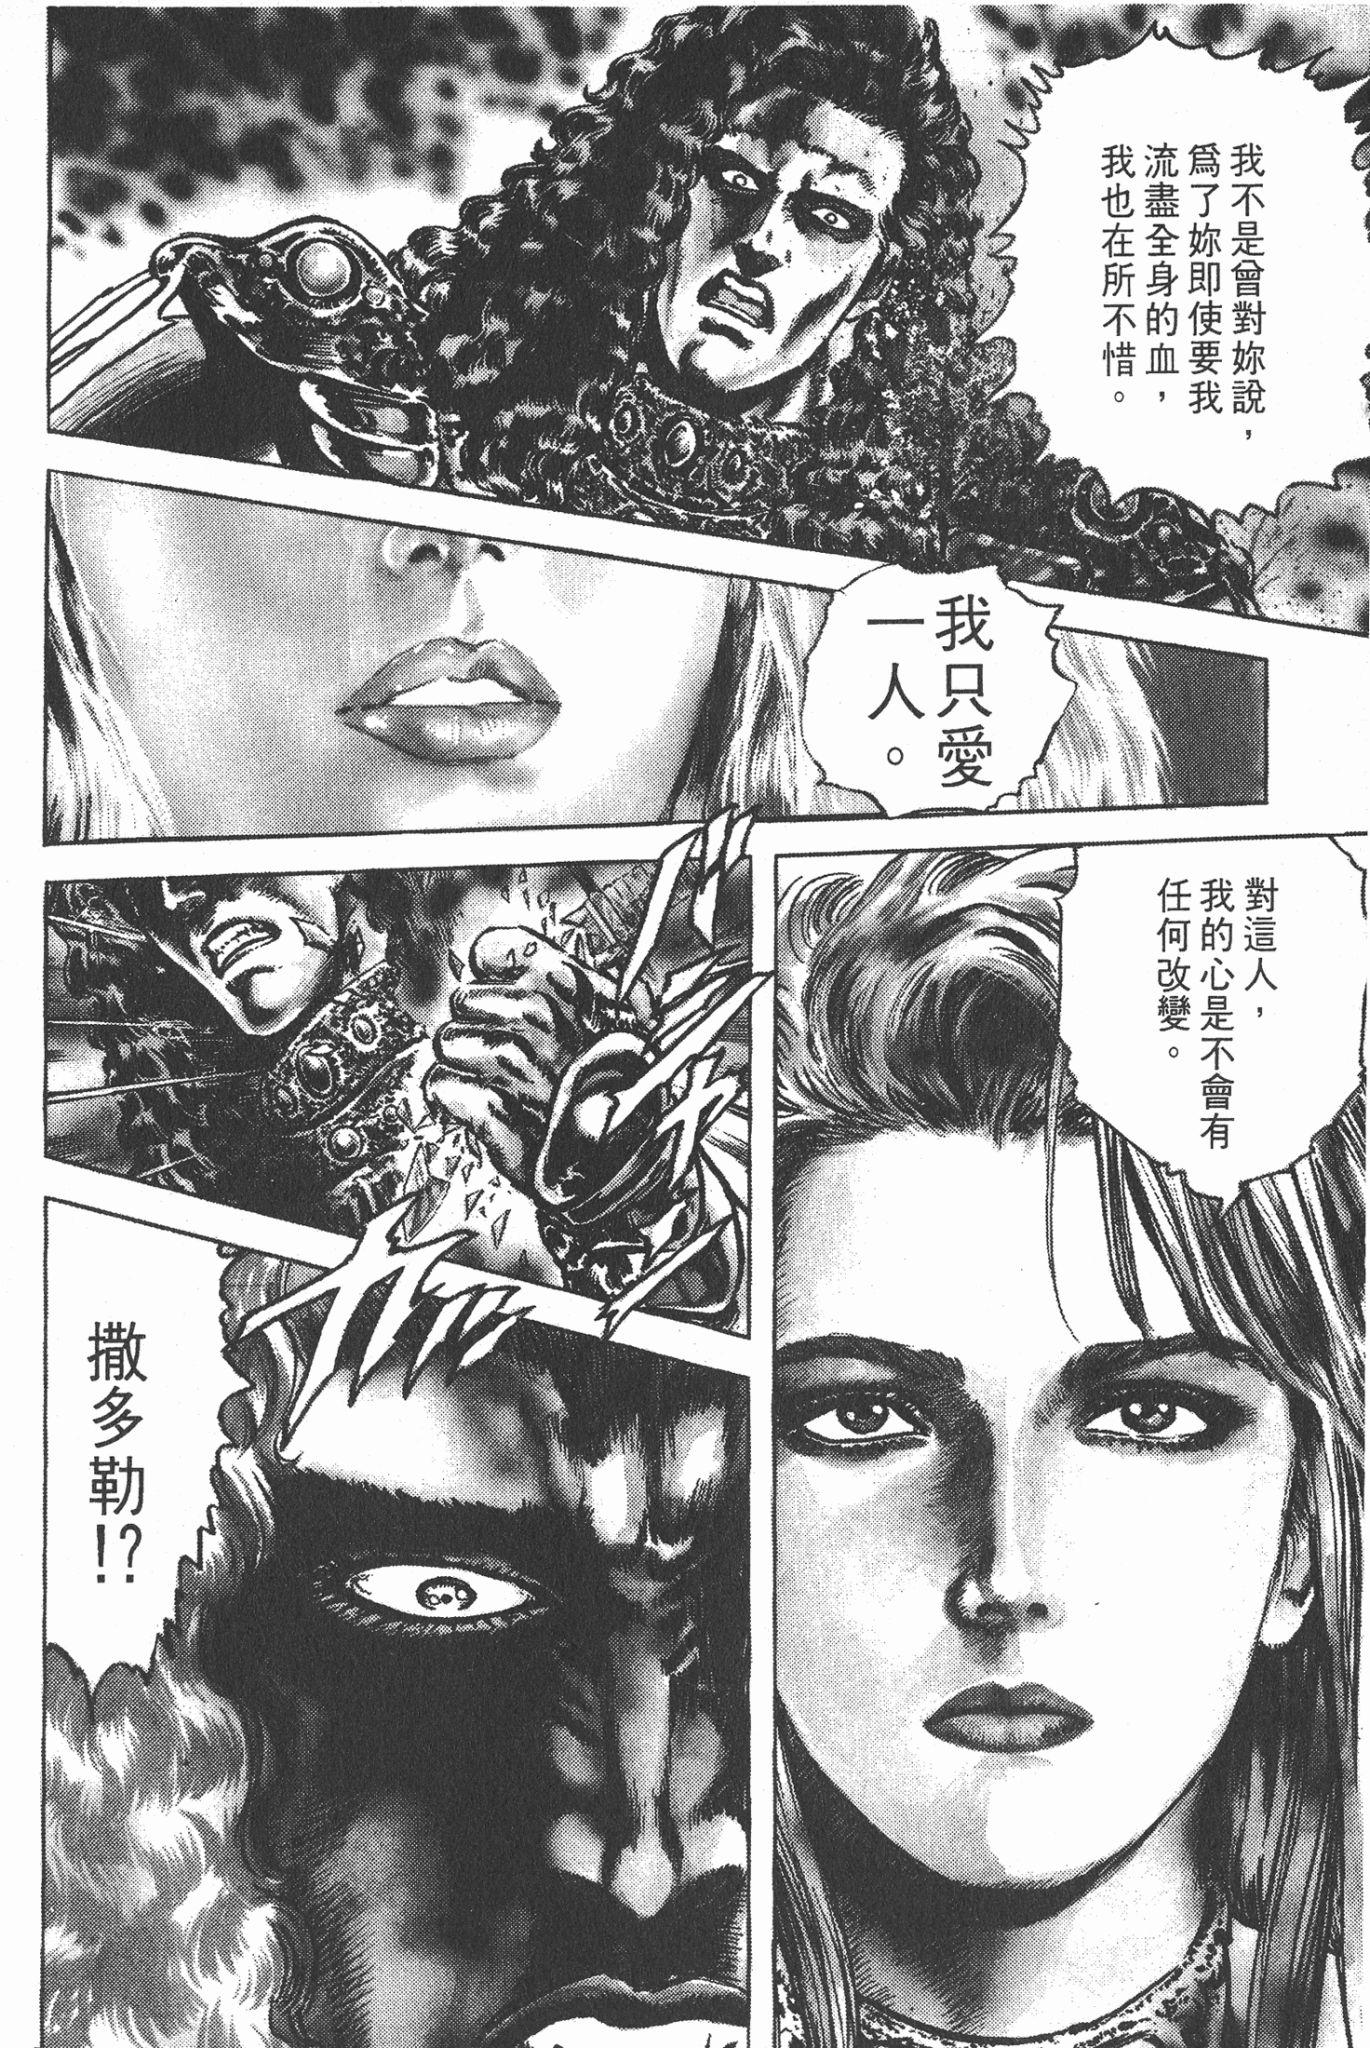 我不是曾對妳說，
爲了妳即使要我
流盡全身的血，
我也在所不惜。
我只愛
一人。
對這人，
我的心是不會有
任何改變。
撒多勒!?